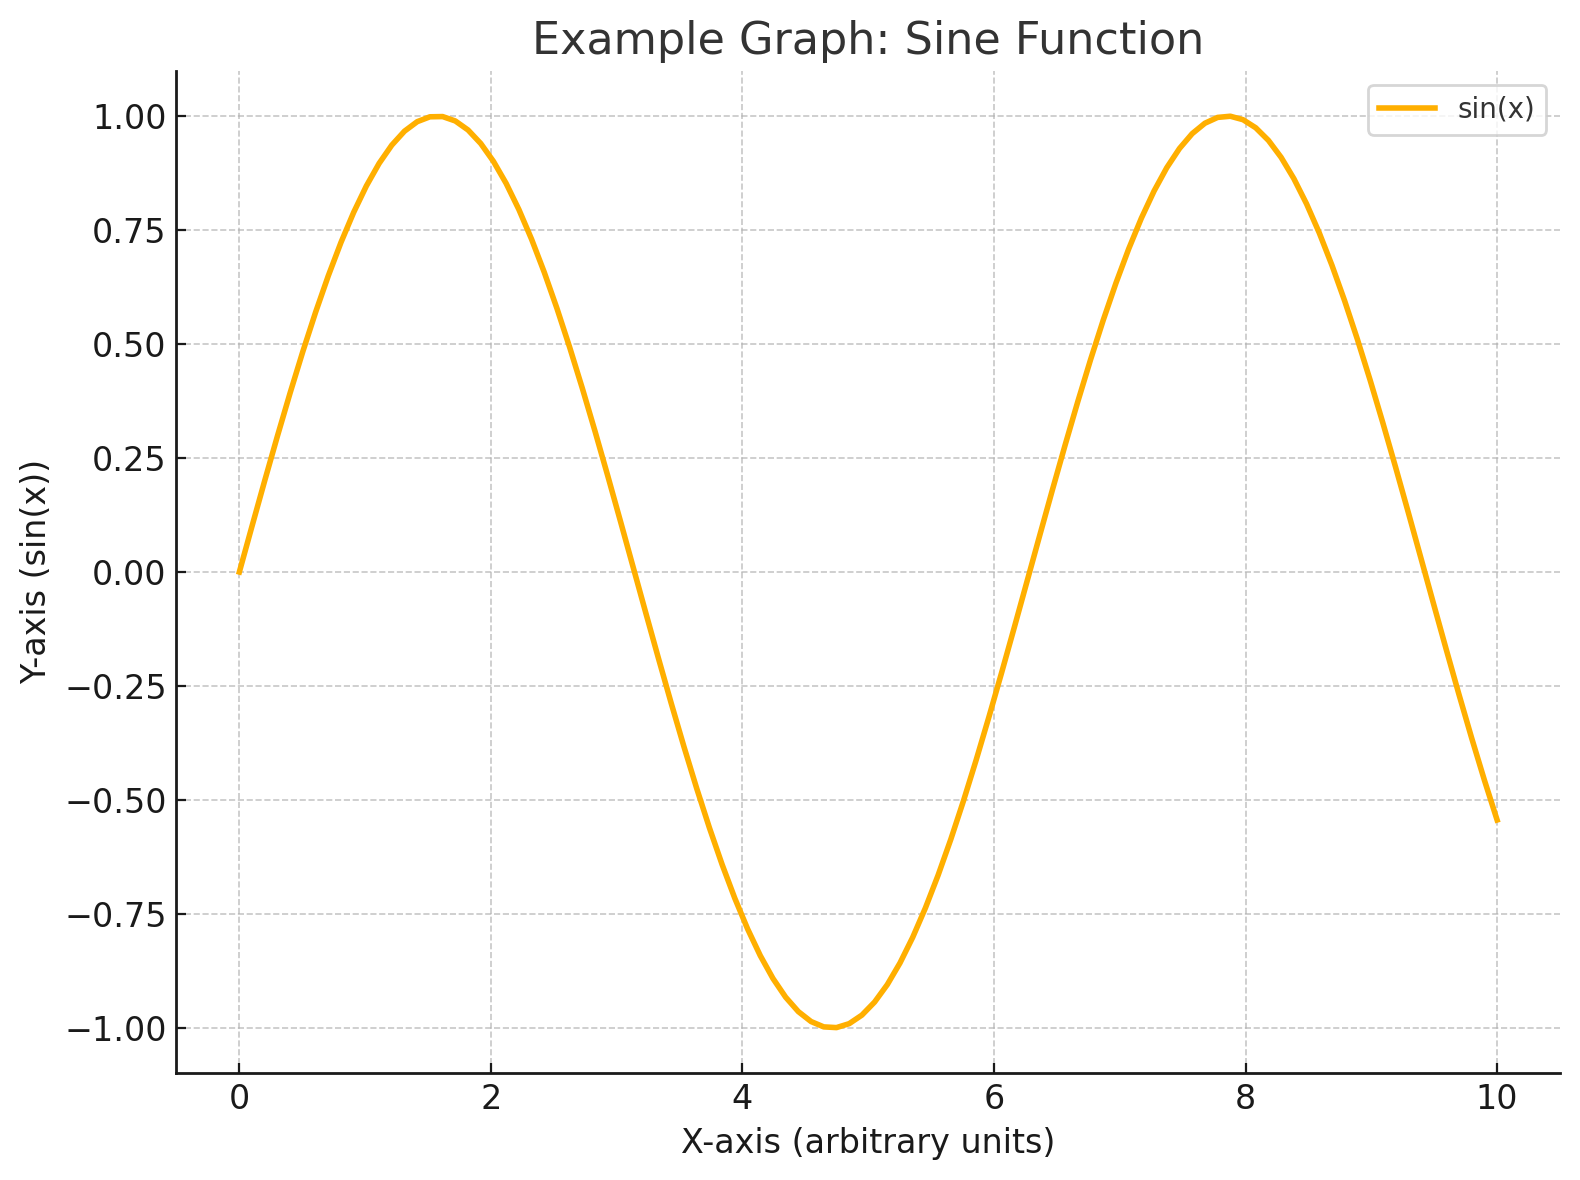 Example Graph: Sine Function
sin(x)
1.00
0.75
0.50
0.25
0.00
−0.25
−0.50
−0.75
−1.00
Y-axis (sin(x))
0 2 4 6 8 10
X-axis (arbitrary units)